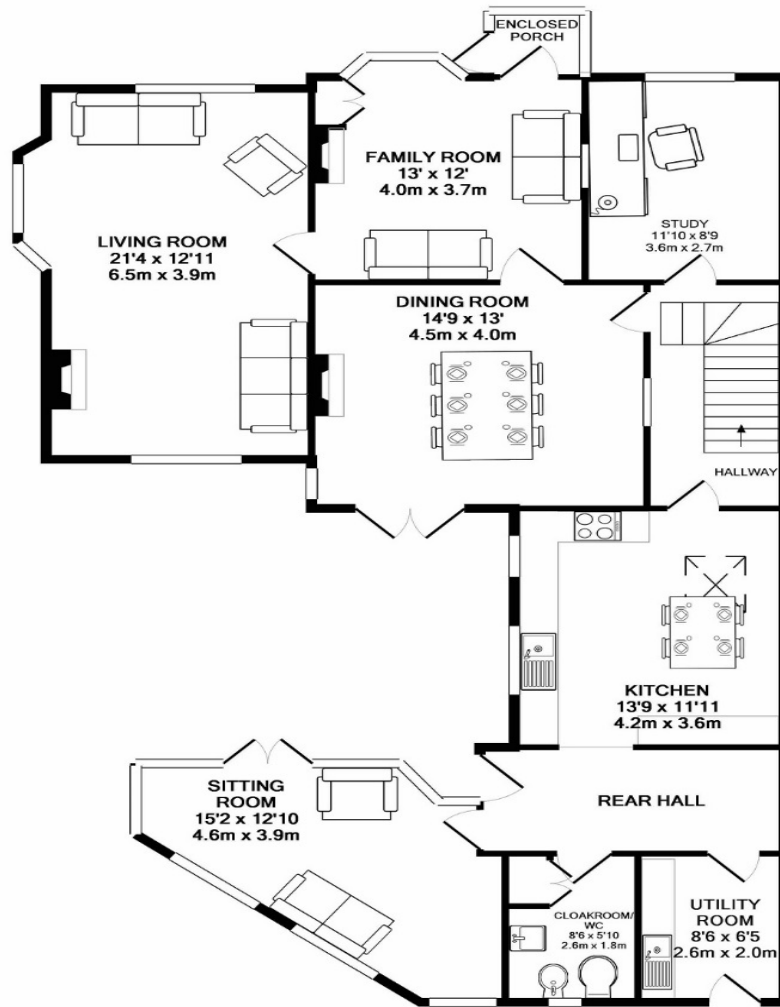 ENCLOSED
PORCH
FAMILY ROOM
13' x 12'
4.0m x 3.7m
LIVING ROOM
21'4 x 12'11
6.5m x 3.9m
STUDY
11'10 x 8'9
3.6m x 2.7m
DINING ROOM
14'9 x 13'
4.5m x 4.0m
HALLWAY
KITCHEN
13'9 x 11'11
4.2m x 3.6m
SITTING
ROOM
15'2 x 12'10
4.6m x 3.9m
REAR HALL
CLOAKROOM/
WC
8'6 x 5'10
2.6m x 1.8m
UTILITY
ROOM
8'6 x 6'5
2.6m x 2.0m